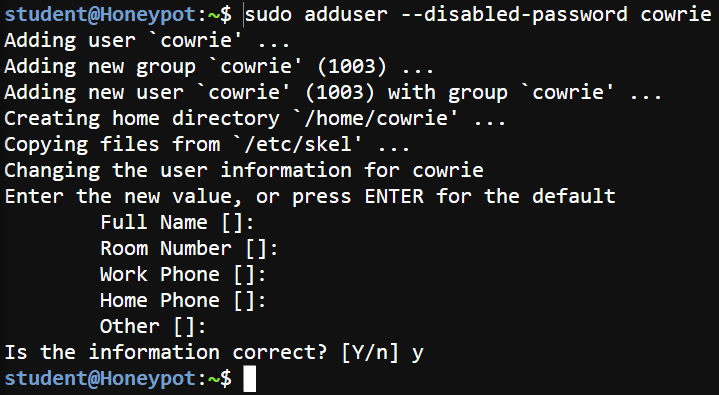 student@Honeypot:~$ sudo adduser --disabled-password cowrie
Adding user `cowrie' ...
Adding new group `cowrie' (1003) ...
Adding new user `cowrie' (1003) with group `cowrie' ...
Creating home directory `/home/cowrie' ...
Copying files from `/etc/skel' ...
Changing the user information for cowrie
Enter the new value, or press ENTER for the default
        Full Name []:
        Room Number []:
        Work Phone []:
        Home Phone []:
        Other []:
Is the information correct? [Y/n] y
student@Honeypot:~$